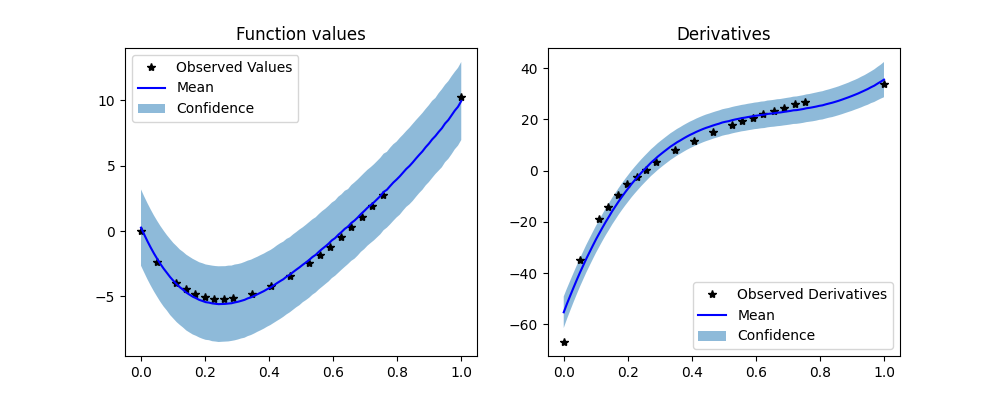 Function values
Observed Values
Mean
Confidence
10
5
0
−5
0.0 0.2 0.4 0.6 0.8 1.0
Derivatives
40
20
0
−20
−40
−60
Observed Derivatives
Mean
Confidence
0.0 0.2 0.4 0.6 0.8 1.0